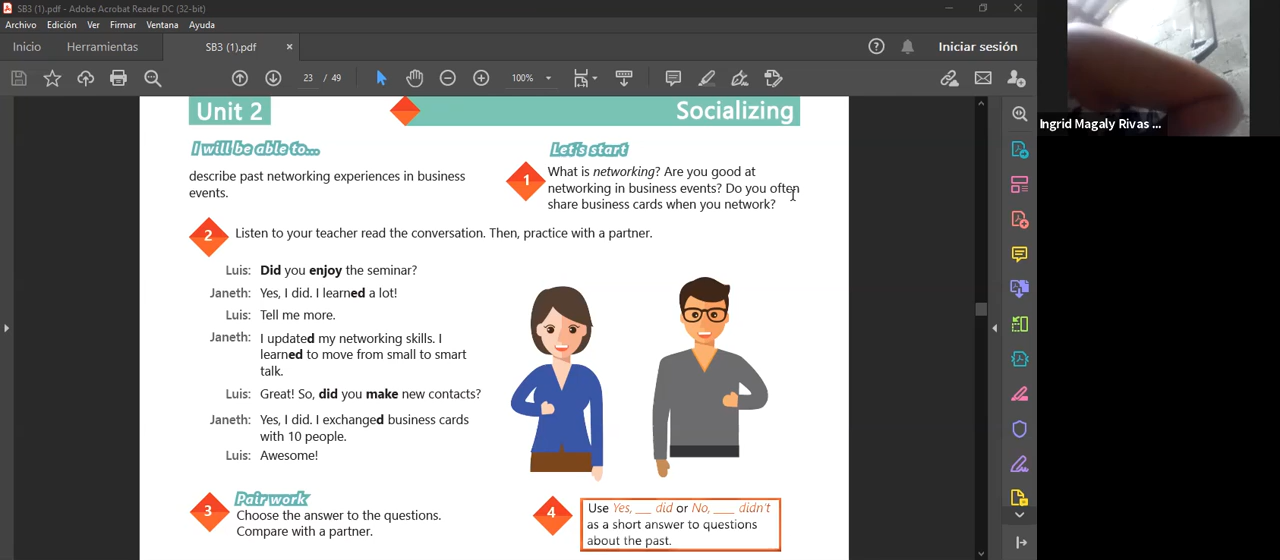 SB3 (1).pdf - Adobe Acrobat Reader DC (32-bit)
Archivo Edición Ver Firmar Ventana Ayuda
Inicio Herramientas SB3 (1).pdf × Iniciar sesión
23 / 49 100%
Ingrid Magaly Rivas ...
Unit 2 Socializing
I will be able to...
describe past networking experiences in business
events.
Let's start
1 What is networking? Are you good at
networking in business events? Do you often
share business cards when you network?
2 Listen to your teacher read the conversation. Then, practice with a partner.
Luis: Did you enjoy the seminar?
Janeth: Yes, I did. I learned a lot!
Luis: Tell me more.
Janeth: I updated my networking skills. I
learned to move from small to smart
talk.
Luis: Great! So, did you make new contacts?
Janeth: Yes, I did. I exchanged business cards
with 10 people.
Luis: Awesome!
3 Pair work
Choose the answer to the questions.
Compare with a partner.
4 Use Yes, ___ did or No, ___ didn't
as a short answer to questions
about the past.